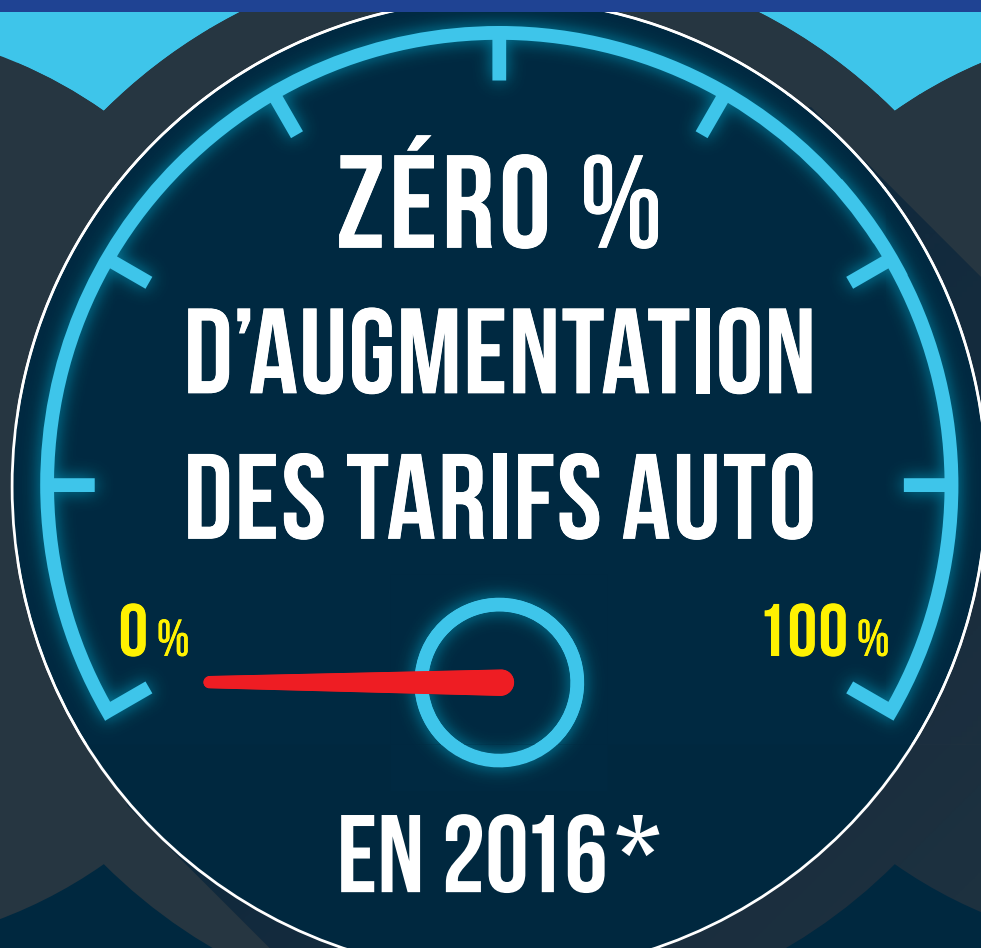 ZÉRO %
D’AUGMENTATION
DES TARIFS AUTO
0 %
100 %
EN 2016*